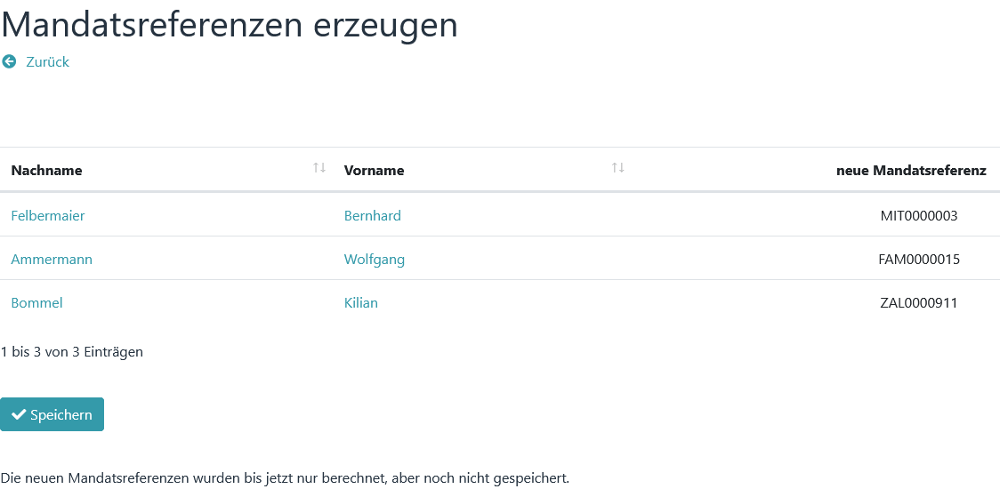 Mandatsreferenzen erzeugen
Zurück
Nachname Vorname neue Mandatsreferenz
Felbermaier Bernhard MIT0000003
Ammermann Wolfgang FAM0000015
Bommel Kilian ZAL0000911
1 bis 3 von 3 Einträgen
Speichern
Die neuen Mandatsreferenzen wurden bis jetzt nur berechnet, aber noch nicht gespeichert.